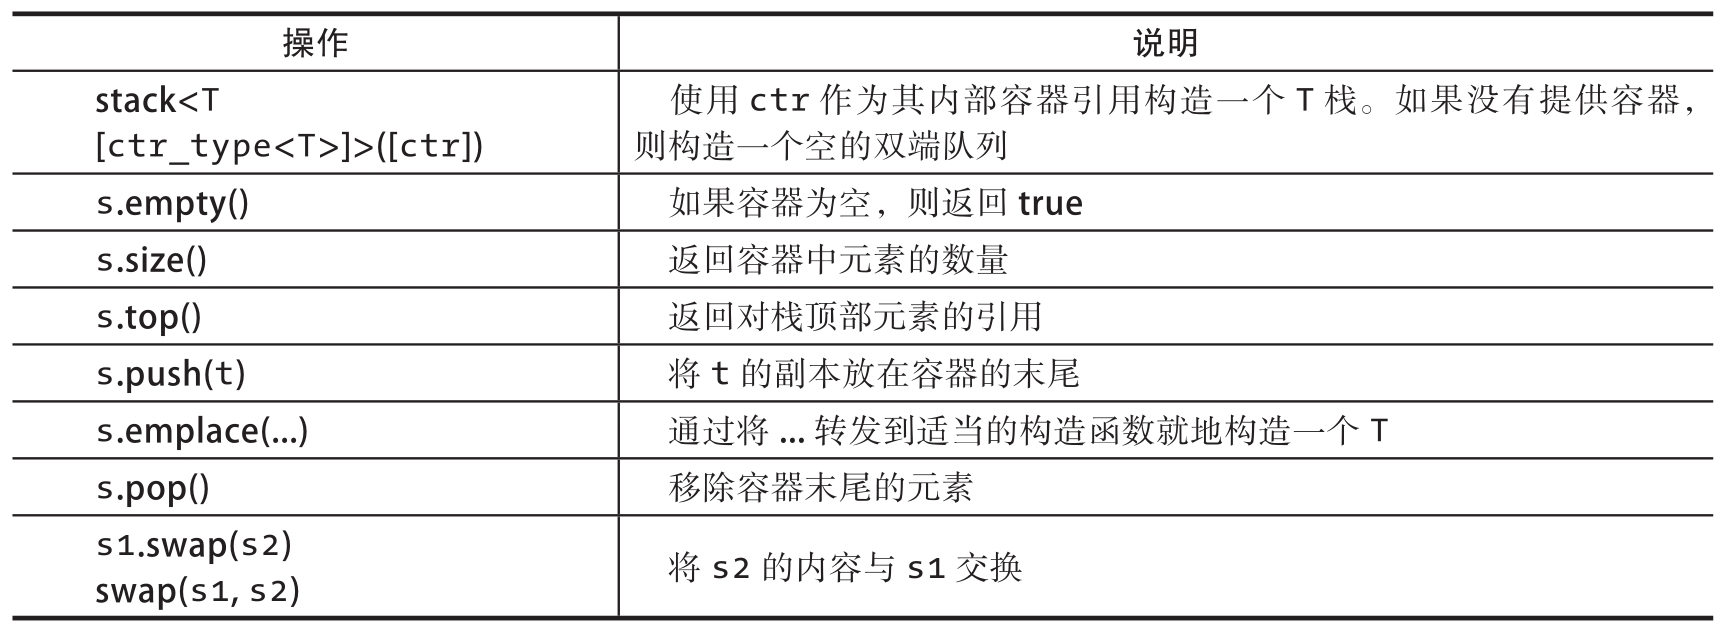 操作
说明
stack<T
[ctr_type<T>]>([ctr])
使用 ctr 作为其内部容器引用构造一个 T 栈。如果没有提供容器，
则构造一个空的双端队列
s.empty()
如果容器为空，则返回 true
s.size()
返回容器中元素的数量
s.top()
返回对栈顶部元素的引用
s.push(t)
将 t 的副本放在容器的末尾
s.emplace(...)
通过将 ... 转发到适当的构造函数就地构造一个 T
s.pop()
移除容器末尾的元素
s1.swap(s2)
swap(s1, s2)
将 s2 的内容与 s1 交换